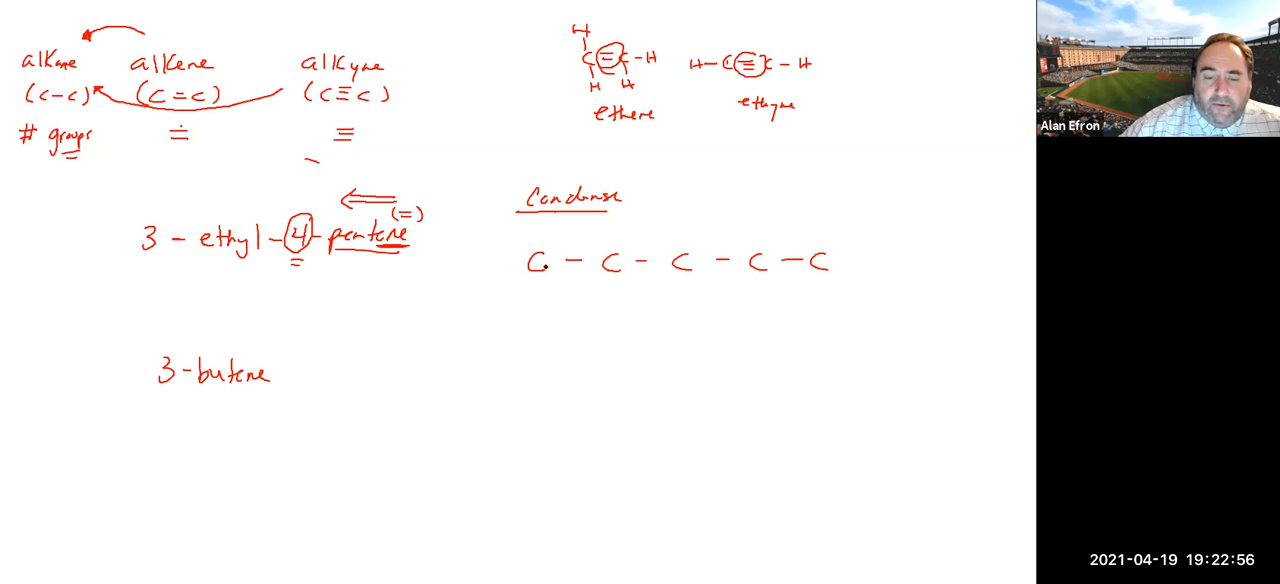 alkane alkene alkyne
(C-C) (C=C) (C≡C)
# groups = ≡
H
C=C-H H-C≡C-H
H H
ethene ethyne
Condense
(=)
3-ethyl-4-pentene
C - C - C - C - C
3-butene
Alan Efron
2021-04-19 19:22:56